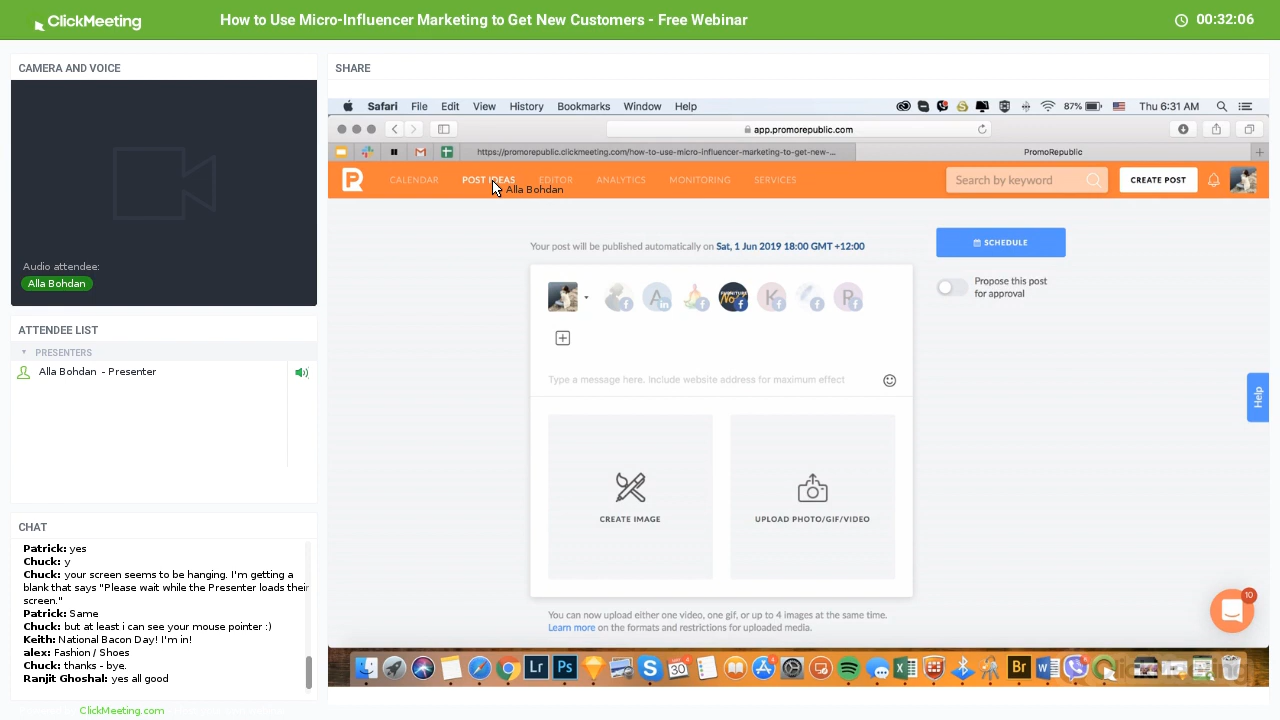 ClickMeeting
How to Use Micro-Influencer Marketing to Get New Customers - Free Webinar
00:32:06
CAMERA AND VOICE
Audio attendee:
Alla Bohdan
ATTENDEE LIST
PRESENTERS
Alla Bohdan - Presenter
CHAT
Patrick: yes
Chuck: y
Chuck: your screen seems to be hanging. I'm getting a
blank that says "Please wait while the Presenter loads their
screen."
Patrick: Same
Chuck: but at least i can see your mouse pointer :)
Keith: National Bacon Day! I'm in!
alex: Fashion / Shoes
Chuck: thanks - bye.
Ranjit Ghoshal: yes all good
ClickMeeting.com
SHARE
Safari File Edit View History Bookmarks Window Help
87% Thu 6:31 AM
app.promorepublic.com
https://promorepublic.clickmeeting.com/how-to-use-micro-influencer-marketing-to-get-new-...
PromoRepublic
CALENDAR POST IDEAS EDITOR ANALYTICS MONITORING SERVICES
Alla Bohdan
Search by keyword
CREATE POST
Your post will be published automatically on Sat, 1 Jun 2019 18:00 GMT +12:00
SCHEDULE
Propose this post
for approval
A K R
Type a message here. Include website address for maximum effect
CREATE IMAGE
UPLOAD PHOTO/GIF/VIDEO
Help
You can now upload either one video, one gif, or up to 4 images at the same time.
Learn more on the formats and restrictions for uploaded media.
10
Lr Ps 30 Br W